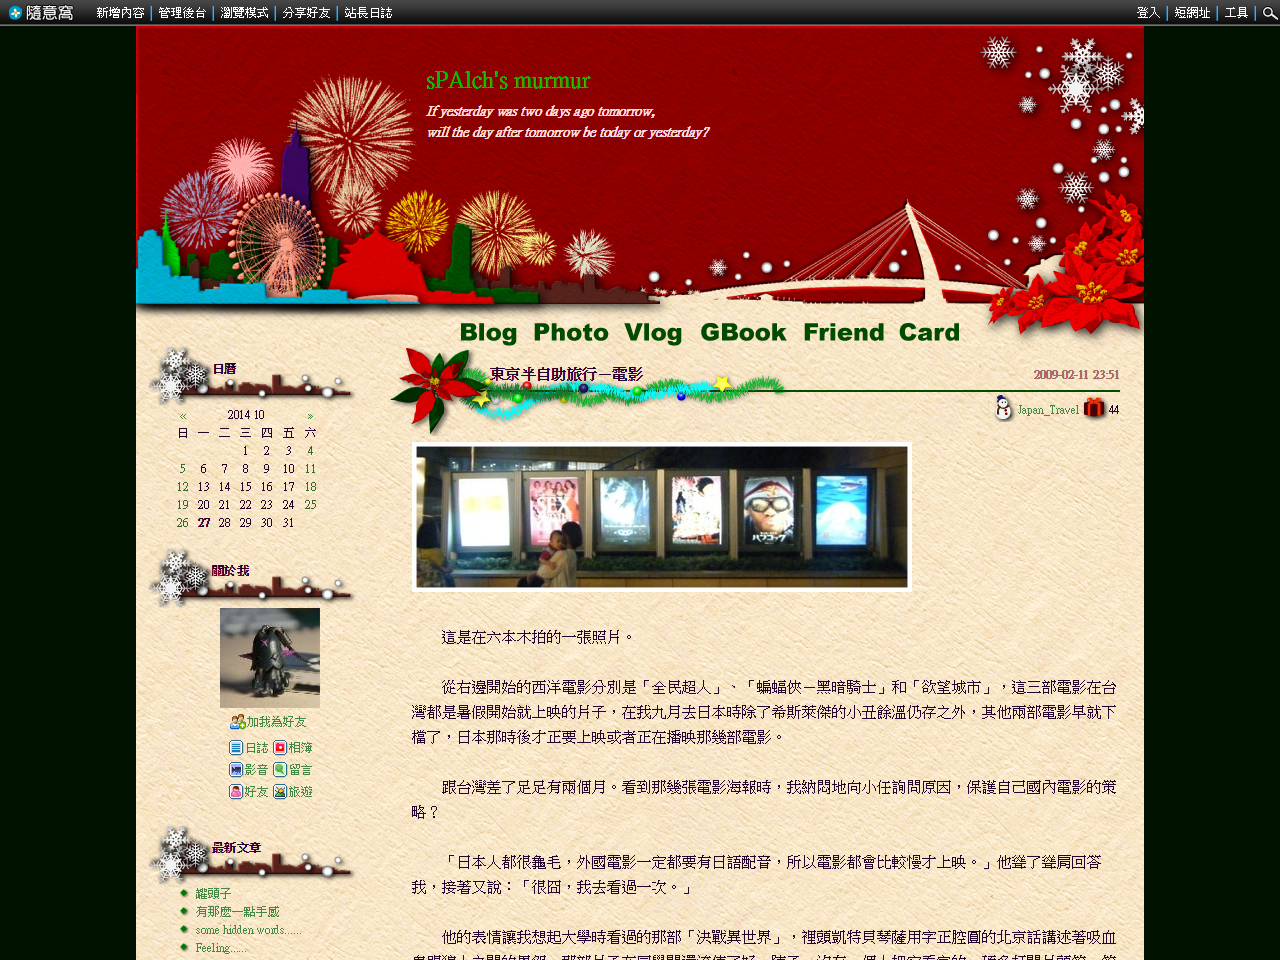 隨意窩 新增內容 管理後台 瀏覽模式 分享好友 站長日誌 登入 短網址 工具
sPAlch's murmur
If yesterday was two days ago tomorrow,
will the day after tomorrow be today or yesterday?
Blog Photo Vlog GBook Friend Card
日曆
« 2014 10 »
日 一 二 三 四 五 六
1 2 3 4
5 6 7 8 9 10 11
12 13 14 15 16 17 18
19 20 21 22 23 24 25
26 27 28 29 30 31
關於我
加我為好友
日誌 相簿
影音 留言
好友 旅遊
最新文章
罐頭子
有那麼一點手感
some hidden words......
Feeling......
東京半自助旅行－電影
2009-02-11 23:51
Japan_Travel 44
SEX
ハンコック
這是在六本木拍的一張照片。
從右邊開始的西洋電影分別是「全民超人」、「蝙蝠俠－黑暗騎士」和「欲望城市」，這三部電影在台
灣都是暑假開始就上映的片子，在我九月去日本時除了希斯萊傑的小丑餘溫仍存之外，其他兩部電影早就下
檔了，日本那時後才正要上映或者正在播映那幾部電影。
跟台灣差了足足有兩個月。看到那幾張電影海報時，我納悶地向小任詢問原因，保護自己國內電影的策
略？
「日本人都很龜毛，外國電影一定都要有日語配音，所以電影都會比較慢才上映。」他聳了聳肩回答
我，接著又說：「很囧，我去看過一次。」
他的表情讓我想起大學時看過的那部「決戰異世界」，裡頭凱特貝琴薩用字正腔圓的北京話講述著吸血